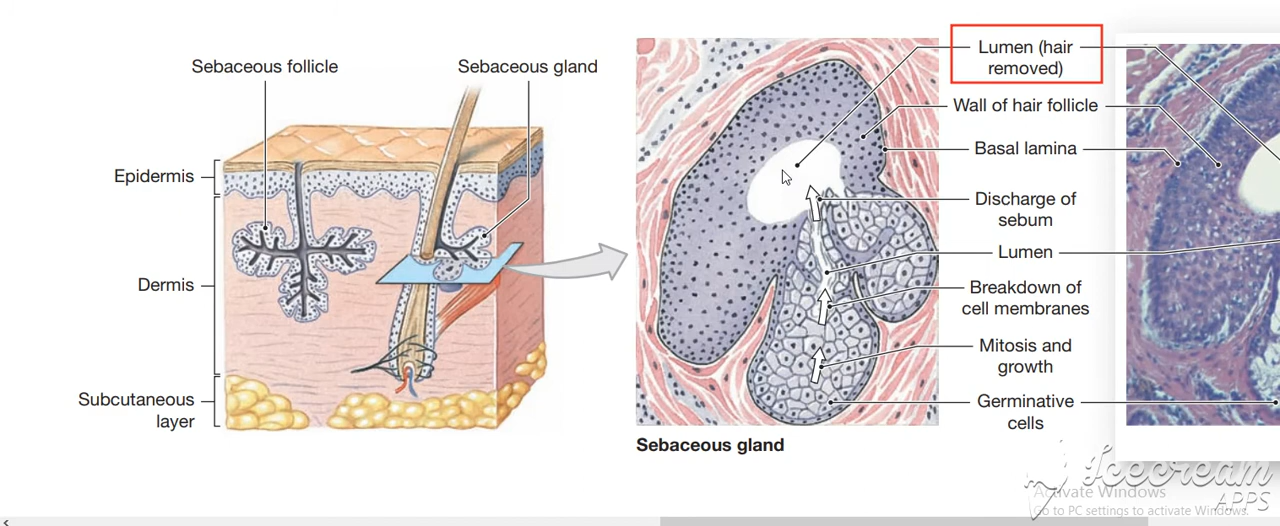 Sebaceous follicle
Sebaceous gland
Epidermis
Dermis
Subcutaneous
layer
Lumen (hair
removed)
Wall of hair follicle
Basal lamina
Discharge of
sebum
Lumen
Breakdown of
cell membranes
Mitosis and
growth
Germinative
cells
Sebaceous gland
Icecream
APPS
Activate Windows
Go to PC settings to activate Windows.